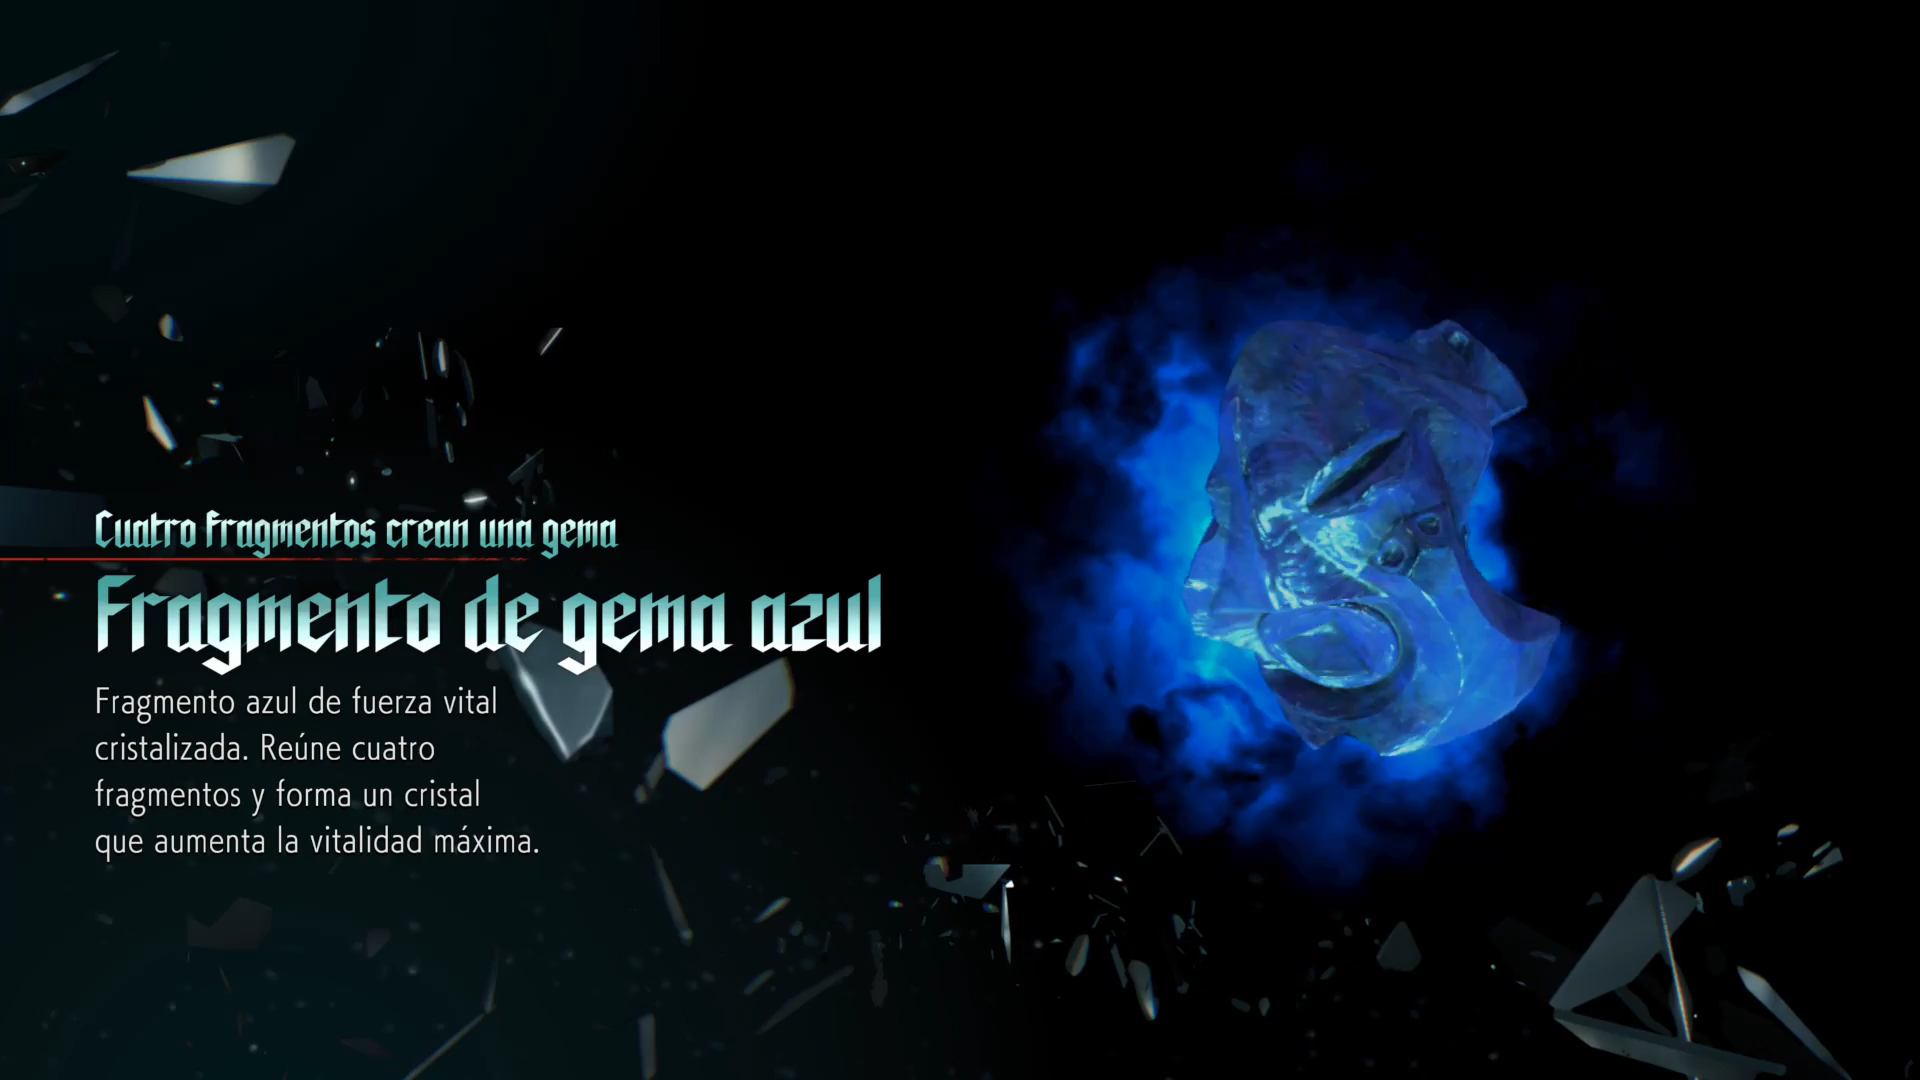 Cuatro fragmentos crean una gema
Fragmento de gema azul
Fragmento azul de fuerza vital
cristalizada. Reúne cuatro
fragmentos y forma un cristal
que aumenta la vitalidad máxima.